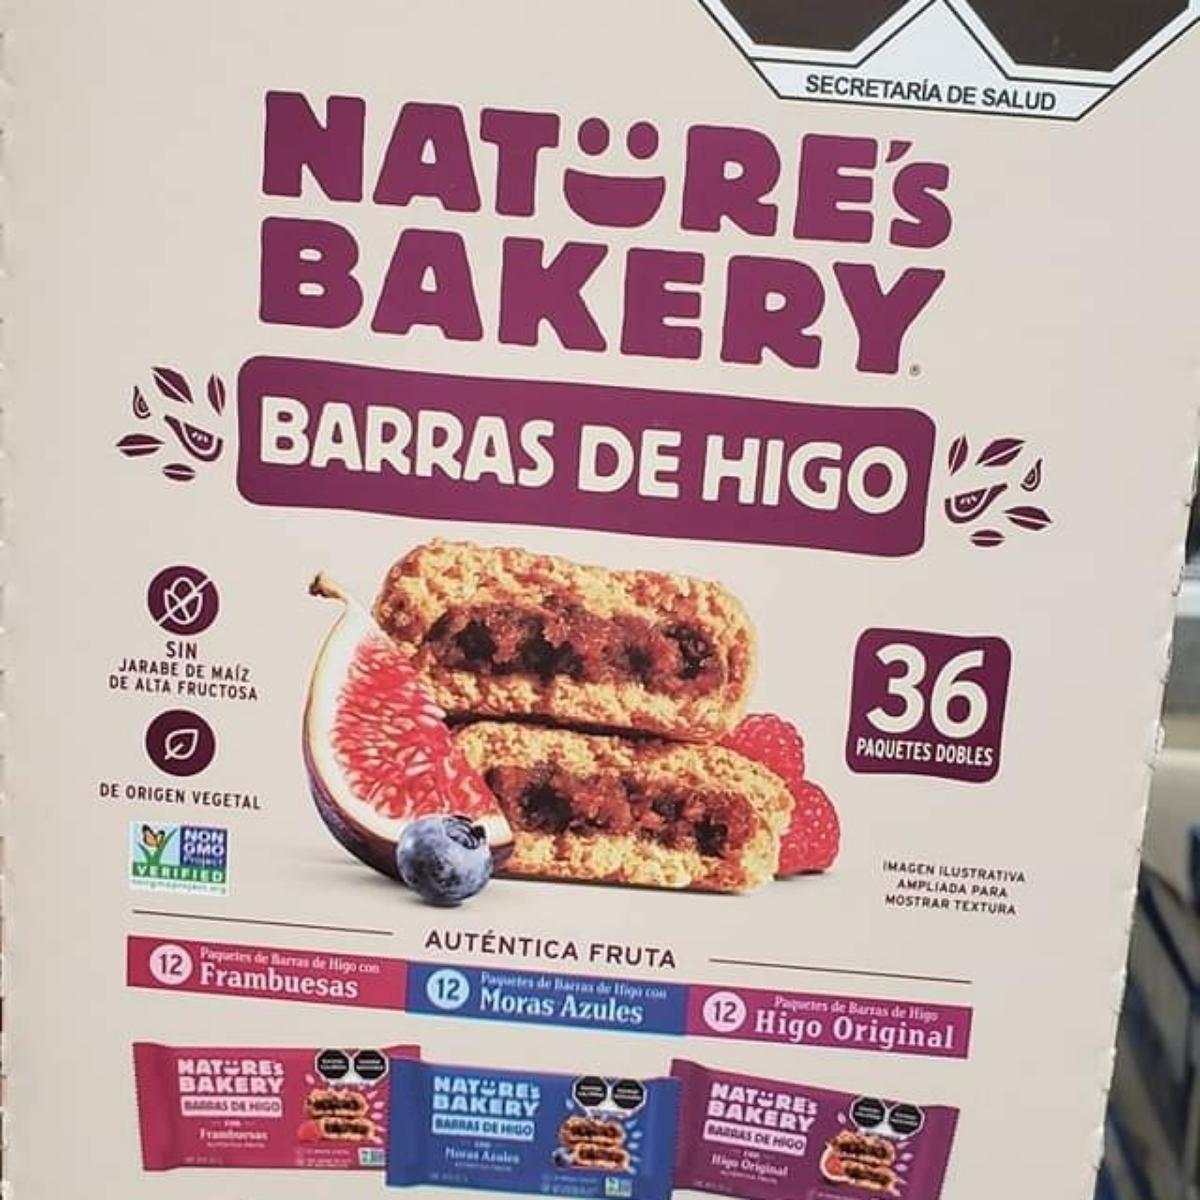 SECRETARÍA DE SALUD
NATURE'S
BAKERY®
BARRAS DE HIGO
SIN
JARABE DE MAÍZ
DE ALTA FRUCTOSA
DE ORIGEN VEGETAL
NON
GMO
Project
VERIFIED
nongmoproject.org
36
PAQUETES DOBLES
IMAGEN ILUSTRATIVA
AMPLIADA PARA
MOSTRAR TEXTURA
AUTÉNTICA FRUTA
12 Paquetes de Barras de Higo con
Frambuesas
12 Paquetes de Barras de Higo con
Moras Azules
12 Paquetes de Barras de Higo
Higo Original
NATURE'S
BAKERY
BARRAS DE HIGO
CON
Frambuesas
NATURE'S
BAKERY
BARRAS DE HIGO
CON
Moras Azules
NATURE'S
BAKERY
BARRAS DE HIGO
Higo Original